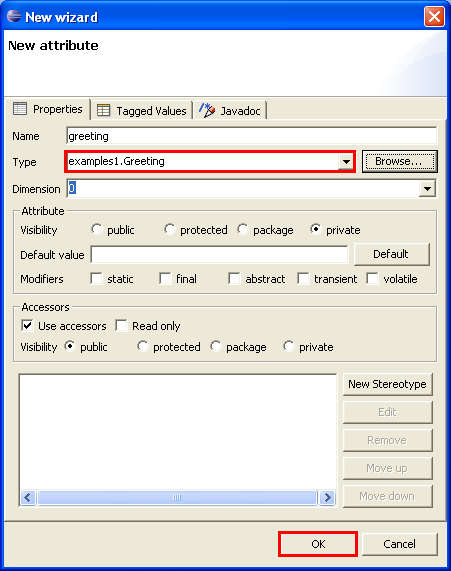 New wizard
New attribute
Properties Tagged Values Javadoc
Name greeting
Type examples1.Greeting Browse...
Dimension 0
Attribute
Visibility public protected package private
Default value Default
Modifiers static final abstract transient volatile
Accessors
Use accessors Read only
Visibility public protected package private
New Stereotype
Edit
Remove
Move up
Move down
OK Cancel